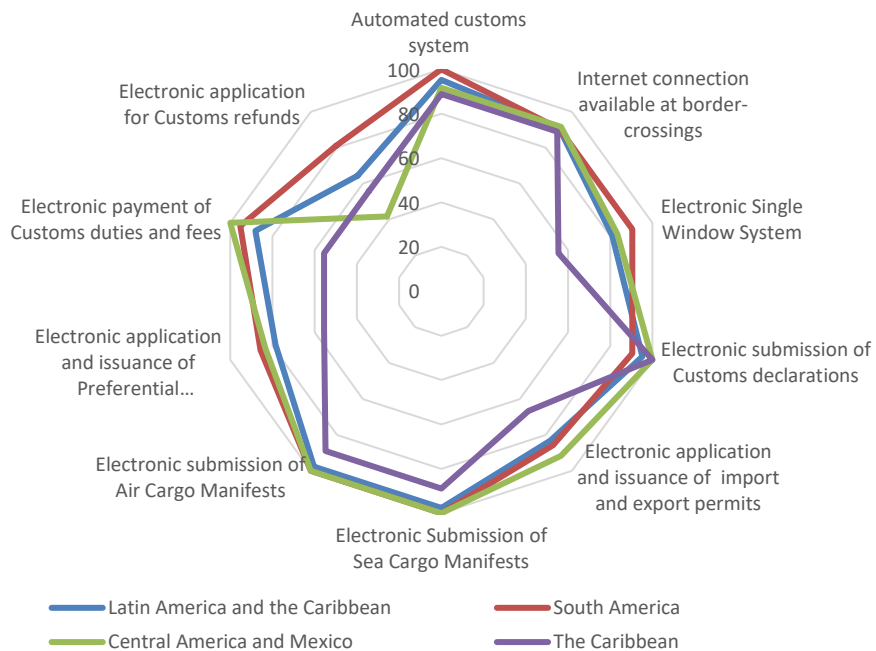 Automated customs
system
100
80
60
40
20
0
Internet connection
available at border-
crossings
Electronic Single
Window System
Electronic submission of
Customs declarations
Electronic application
and issuance of import
and export permits
Electronic Submission of
Sea Cargo Manifests
Electronic submission of
Air Cargo Manifests
Electronic application
and issuance of
Preferential...
Electronic payment of
Customs duties and fees
Electronic application
for Customs refunds
Latin America and the Caribbean
South America
Central America and Mexico
The Caribbean